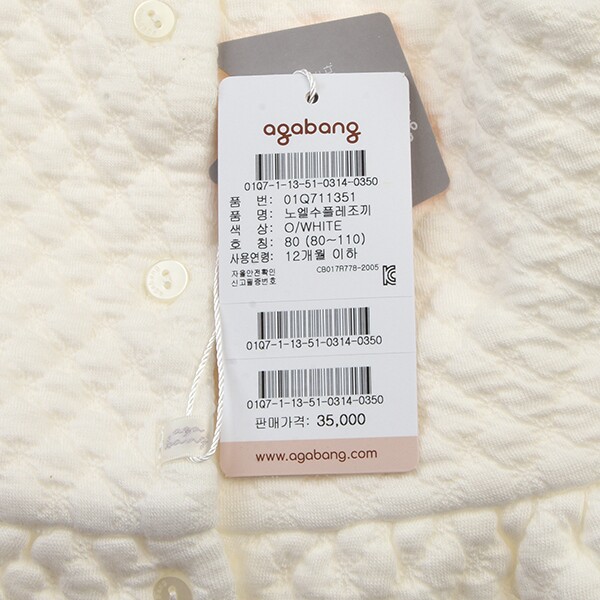 agabang
01Q7-1-13-51-0314-0350
품 번: 01Q711351
품 명: 노엘수플레조끼
색 상: O/WHITE
호 칭: 80 (80~110)
사용연령: 12개월 이하
자율안전확인
신고필증번호: CB017R778-2005
01Q7-1-13-51-0314-0350
01Q7-1-13-51-0314-0350
판매가격: 35,000
www.agabang.com